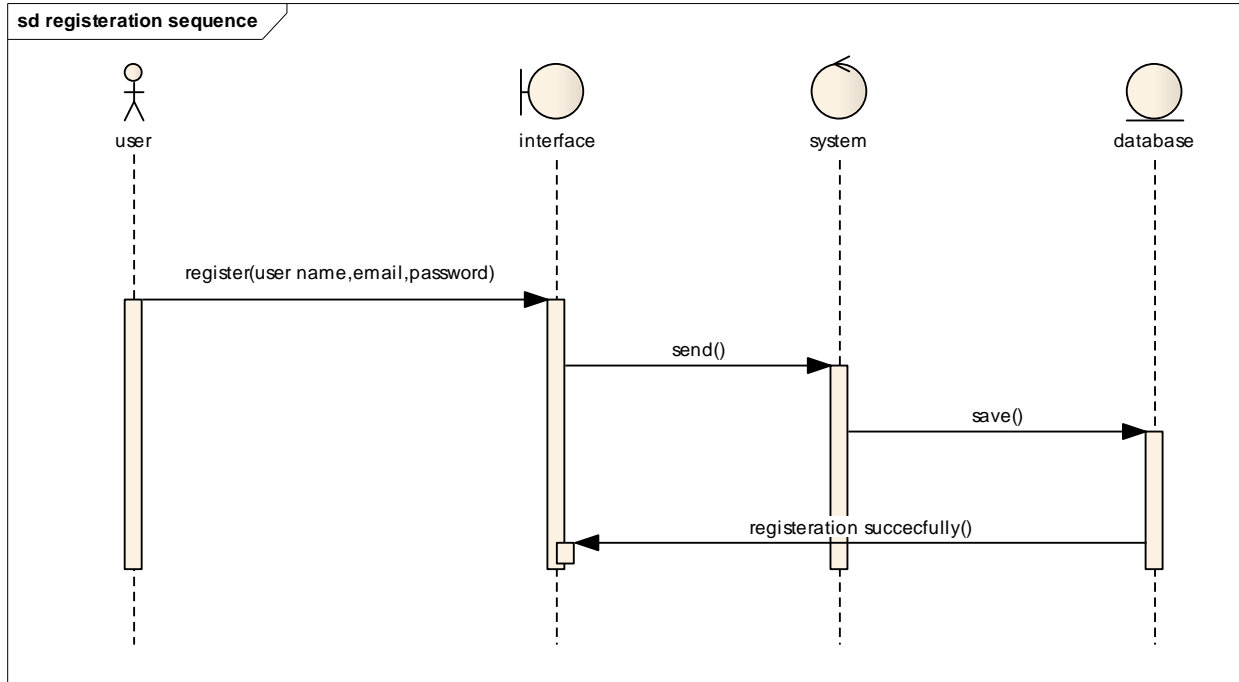 sd registeration sequence
user
interface
system
database
register(user name,email,password)
send()
save()
registeration succecfully()